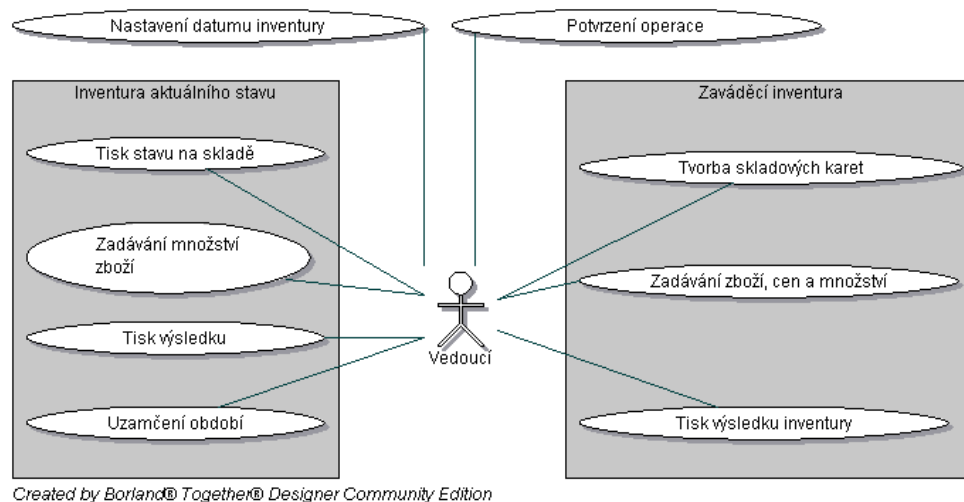 Nastavení datumu inventury
Potvrzení operace
Inventura aktuálního stavu
Tisk stavu na skladě
Zadávání množství
zboží
Tisk výsledku
Uzamčení období
Vedoucí
Zaváděcí inventura
Tvorba skladových karet
Zadávání zboží, cen a množství
Tisk výsledku inventury
Created by Borland® Together® Designer Community Edition